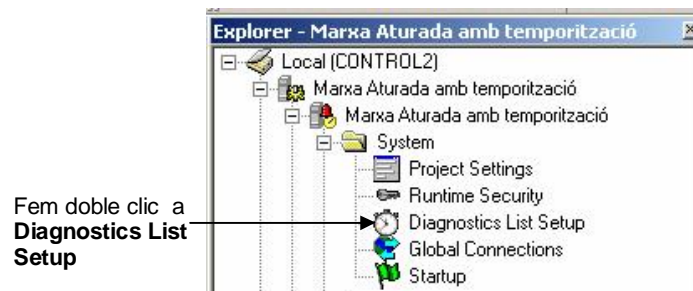 Explorer - Marxa Aturada amb temporització
Local (CONTROL2)
Marxa Aturada amb temporització
Marxa Aturada amb temporització
System
Project Settings
Runtime Security
Diagnostics List Setup
Global Connections
Startup
Fem doble clic a
Diagnostics List
Setup